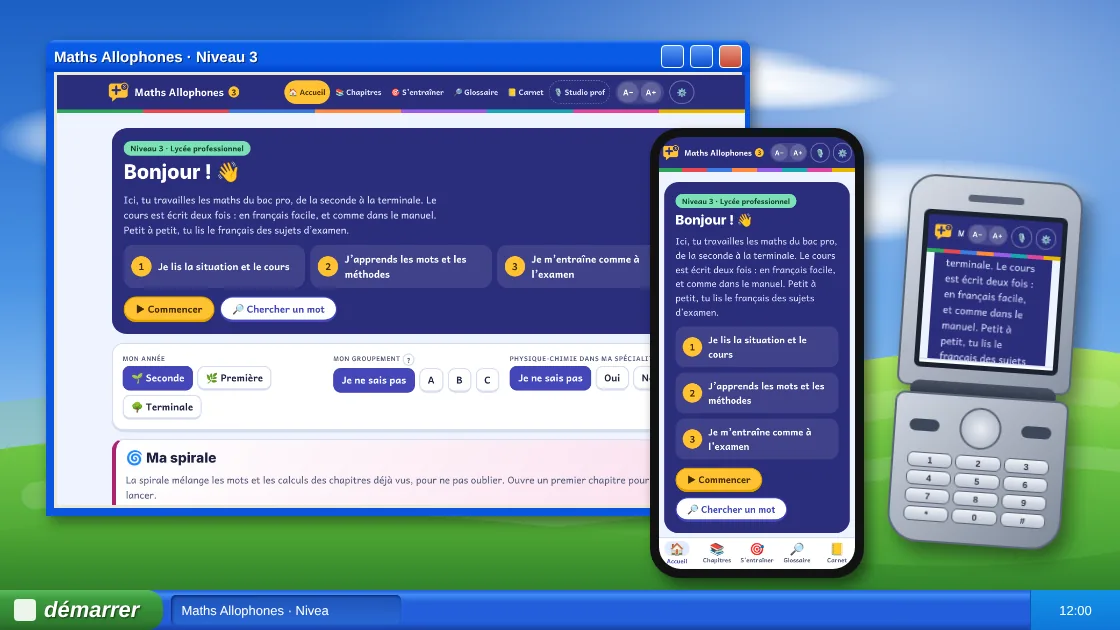 Maths Allophones · Niveau 3
Maths Allophones 3
Accueil
Chapitres
S'entraîner
Glossaire
Carnet
Studio prof
A−
A+
Niveau 3 · Lycée professionnel
Bonjour !
Ici, tu travailles les maths du bac pro, de la seconde à la terminale. Le
cours est écrit deux fois : en français facile, et comme dans le manuel.
Petit à petit, tu lis le français des sujets d'examen.
1 Je lis la situation et le cours
2 J'apprends les mots et les
méthodes
3 Je m'entraîne comme à
l'examen
Commencer
Chercher un mot
MON ANNÉE
Seconde
Première
Terminale
MON GROUPEMENT ?
Je ne sais pas
A
B
C
PHYSIQUE-CHIMIE DANS MA SPÉCIALI
Je ne sais pas
Oui
Ma spirale
La spirale mélange les mots et les calculs des chapitres déjà vus, pour ne pas oublier. Ouvre un premier chapitre pour
lancer.
Maths Allophones 3
A−
A+
Niveau 3 · Lycée professionnel
Bonjour !
Ici, tu travailles les maths du bac pro,
de la seconde à la terminale. Le cours
est écrit deux fois : en français facile,
et comme dans le manuel. Petit à
petit, tu lis le français des sujets
d'examen.
1 Je lis la situation et le
cours
2 J'apprends les mots et les
méthodes
3 Je m'entraîne comme à
l'examen
Commencer
Chercher un mot
Accueil
Chapitres
S'entraîner
Glossaire
Carnet
M
A−
A+
terminale. Le cours
est écrit deux fois :
en français facile,
et comme dans le
manuel. Petit à
petit, tu lis le
français des sujets
1 2 3
4 5 6
7 8 9
* 0 #
démarrer
Maths Allophones · Nivea
12:00